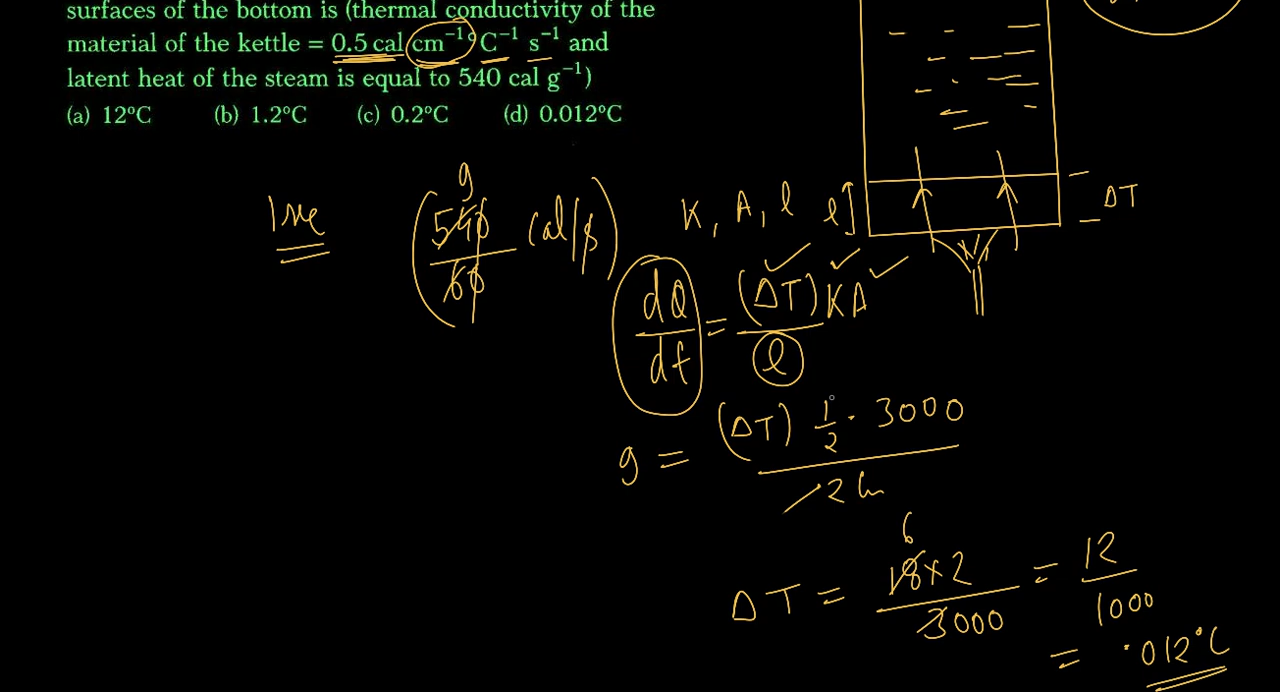 surfaces of the bottom is (thermal conductivity of the
material of the kettle = 0.5 cal cm⁻¹ °C⁻¹ s⁻¹ and
latent heat of the steam is equal to 540 cal g⁻¹)
(a) 12°C (b) 1.2°C (c) 0.2°C (d) 0.012°C
9
540/60 cal/s
K, A, l l] ΔT
dQ/dt = (ΔT) KA / l
9 = (ΔT) 1/2 · 3000 / 2
6
ΔT = 18×2 / 3000 = 12 / 1000
= .012°C